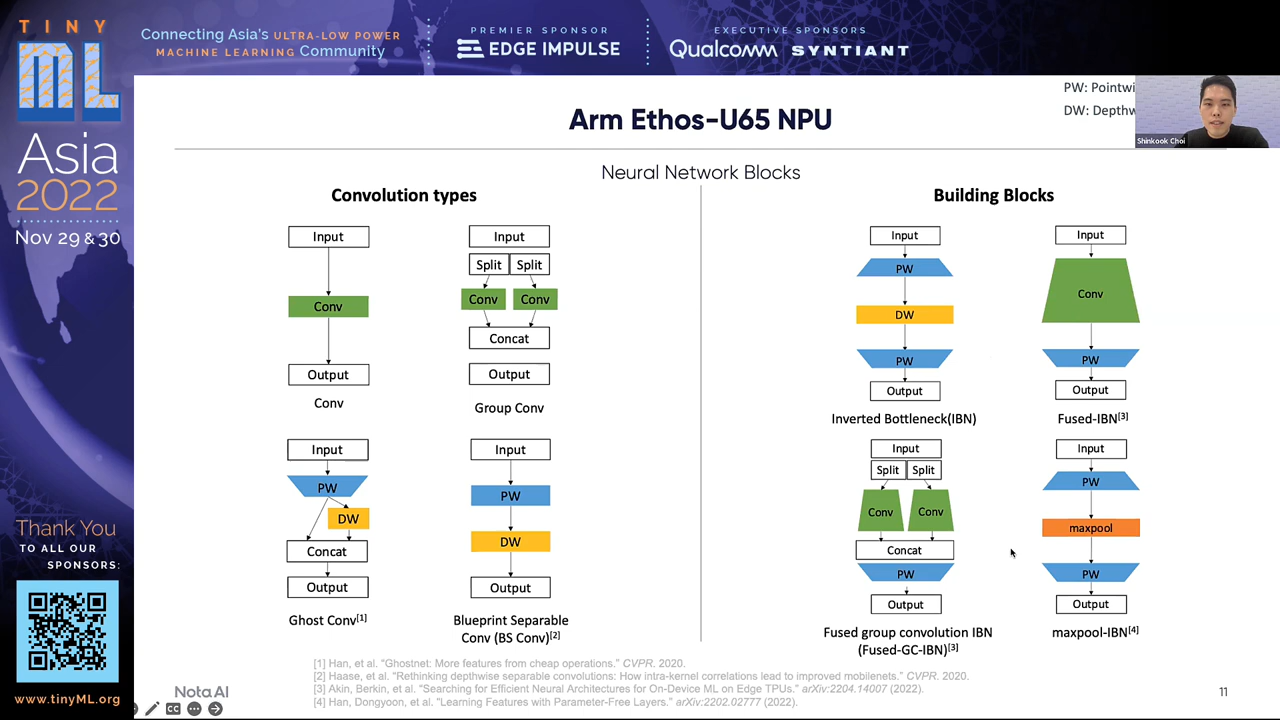 TINY
ML
Asia
2022
Nov 29 & 30
Thank You
TO ALL OUR
SPONSORS:
www.tinyML.org
Connecting Asia's ULTRA-LOW POWER
MACHINE LEARNING Community
PREMIER SPONSOR
EDGE IMPULSE
EXECUTIVE SPONSORS
Qualcomm SYNTIANT
PW: Pointwi
DW: Depthw
Shinkook Choi
Arm Ethos-U65 NPU
Neural Network Blocks
Convolution types
Input
Conv
Output
Conv
Input
Split Split
Conv Conv
Concat
Output
Group Conv
Input
PW
DW
Concat
Output
Ghost Conv[1]
Input
PW
DW
Output
Blueprint Separable
Conv (BS Conv)[2]
Building Blocks
Input
PW
DW
PW
Output
Inverted Bottleneck(IBN)
Input
Conv
PW
Output
Fused-IBN[3]
Input
Split Split
Conv Conv
Concat
PW
Output
Fused group convolution IBN
(Fused-GC-IBN)[3]
Input
PW
maxpool
PW
Output
maxpool-IBN[4]
[1] Han, et al. "Ghostnet: More features from cheap operations." CVPR. 2020.
[2] Haase, et al. "Rethinking depthwise separable convolutions: How intra-kernel correlations lead to improved mobilenets." CVPR. 2020.
[3] Akin, Berkin, et al. "Searching for Efficient Neural Architectures for On-Device ML on Edge TPUs." arXiv:2204.14007 (2022).
[4] Han, Dongyoon, et al. "Learning Features with Parameter-Free Layers." arXiv:2202.02777 (2022).
Nota AI
CC
11